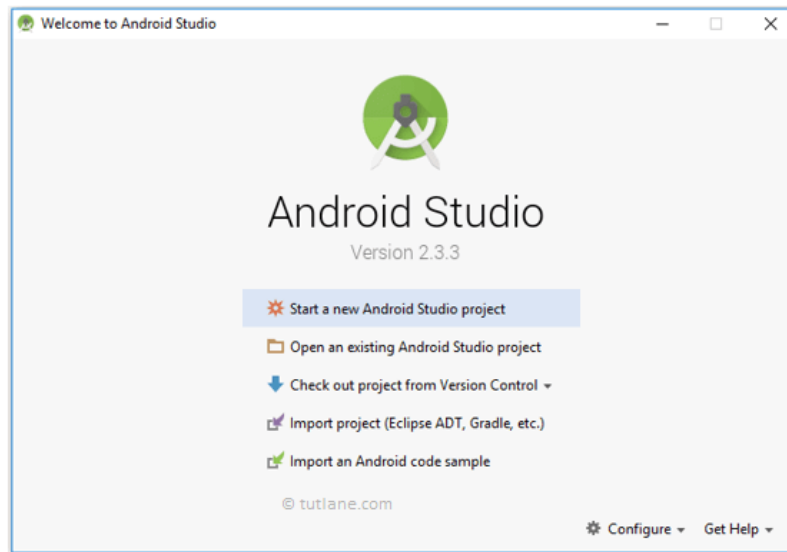 Welcome to Android Studio
Android Studio
Version 2.3.3
Start a new Android Studio project
Open an existing Android Studio project
Check out project from Version Control
Import project (Eclipse ADT, Gradle, etc.)
Import an Android code sample
© tutlane.com
Configure Get Help